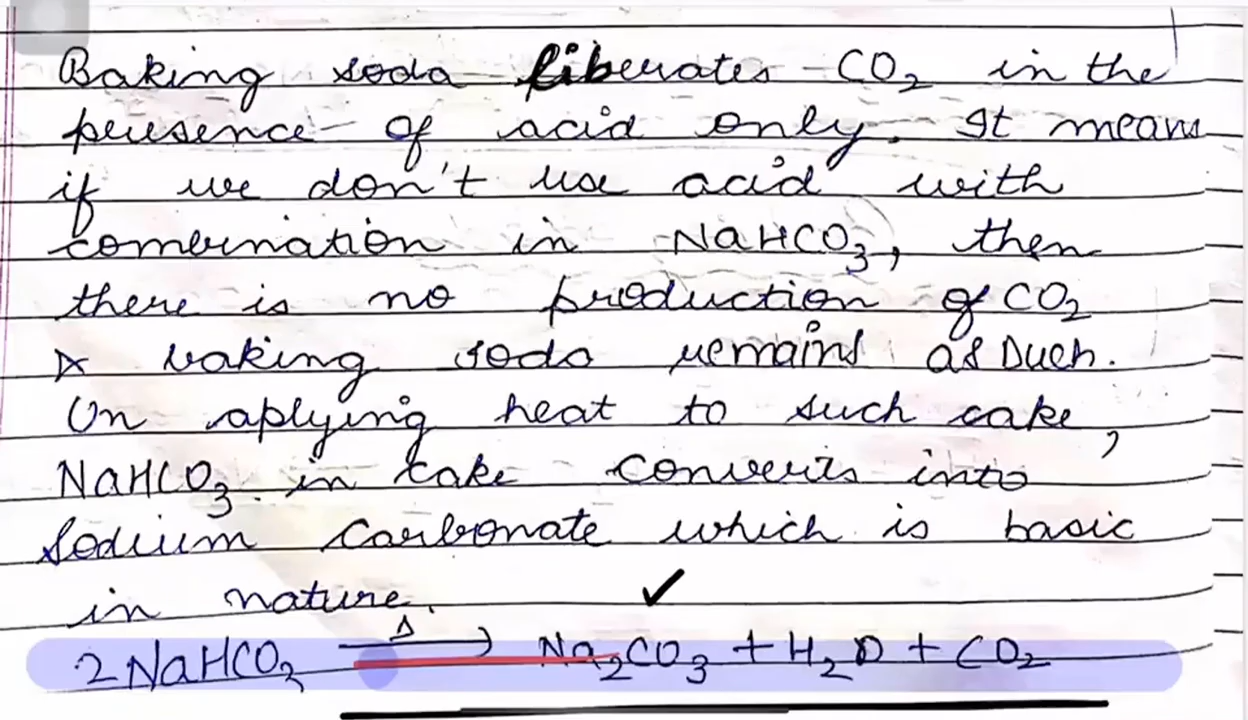 Baking soda liberates CO₂ in the
presence of acid only. It means
if we don't use acid with
combination in NaHCO₃, then
there is no production of CO₂
& baking soda remains as such.
On aplying heat to such cake,
NaHCO₃ in cake converts into
Sodium carbonate which is basic
in nature.
2NaHCO₃ —Δ→ Na₂CO₃ + H₂O + CO₂